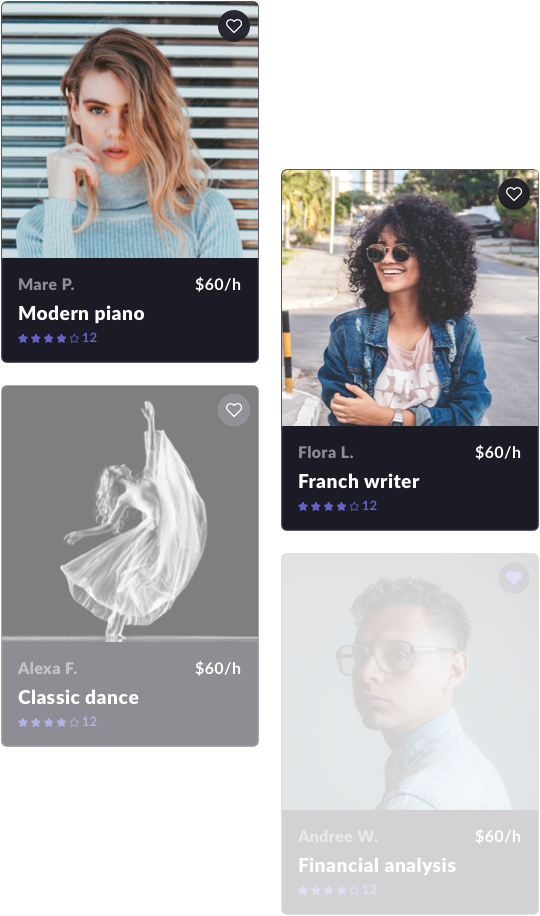 Mare P. $60/h
Modern piano
12
Flora L. $60/h
Franch writer
12
Alexa F. $60/h
Classic dance
12
Andree W. $60/h
Financial analysis
12